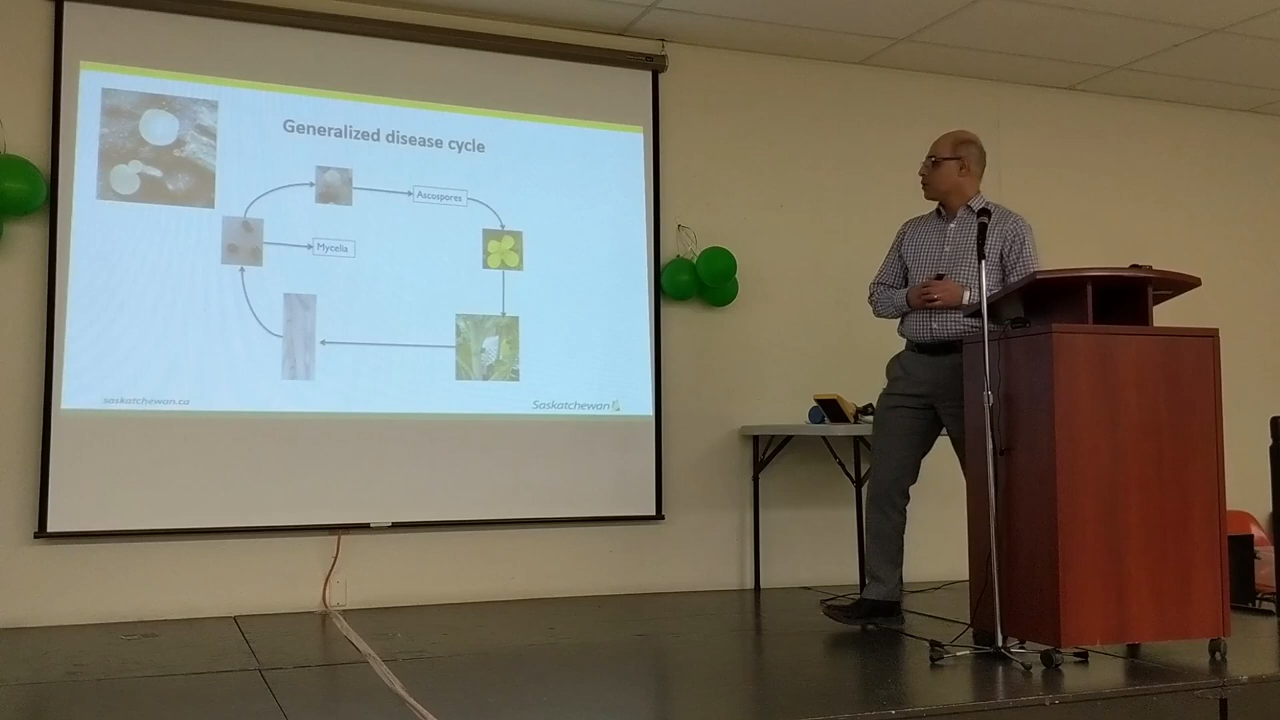 Generalized disease cycle
Ascospores
Mycelia
saskatchewan.ca
Saskatchewan